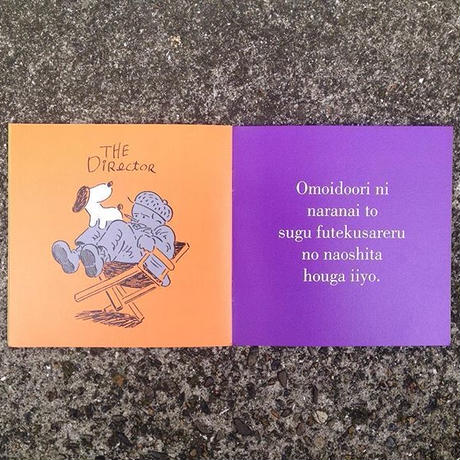 THE
DIRECTOR
Omoidoori ni
naranai to
sugu futekusareru
no naoshita
houga iiyo.